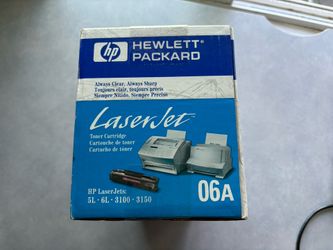 hp
HEWLETT®
PACKARD
Always Clear, Always Sharp
Toujours clair, toujours précis
Siempre Nítido, Siempre Preciso
LaserJet
Toner Cartridge
Cartouche de toner
Cartucho de tóner
HP LaserJets:
5L · 6L · 3100 · 3150
06A